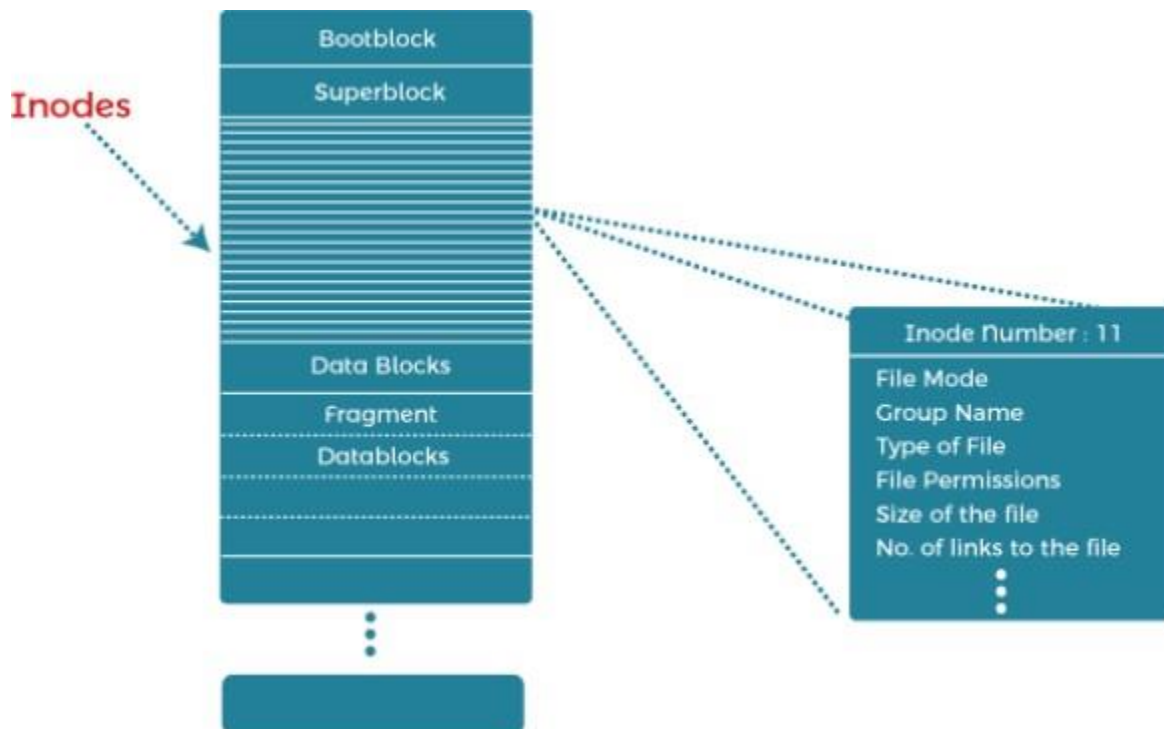 Bootblock
Superblock
Inodes
Data Blocks
Fragment
Datablocks
Inode Number : 11
File Mode
Group Name
Type of File
File Permissions
Size of the file
No. of links to the file